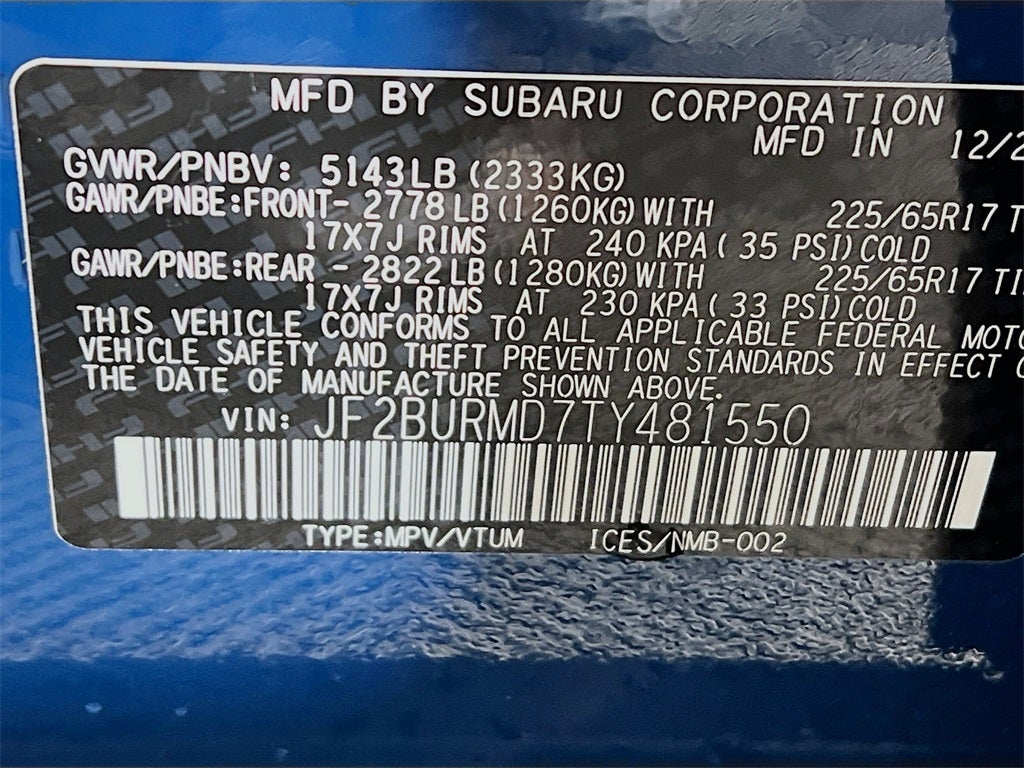 MFD BY SUBARU CORPORATION
MFD IN 12/2
GVWR/PNBV: 5143LB (2333KG)
GAWR/PNBE:FRONT- 2778 LB (1260KG) WITH 225/65R17
17X7J RIMS AT 240 KPA ( 35 PSI) COLD
GAWR/PNBE:REAR - 2822 LB (1280KG) WITH 225/65R17
17X7J RIMS AT 230 KPA ( 33 PSI) COLD
THIS VEHICLE CONFORMS TO ALL APPLICABLE FEDERAL
VEHICLE SAFETY AND THEFT PREVENTION STANDARDS IN EFFECT
THE DATE OF MANUFACTURE SHOWN ABOVE.
VIN: JF2BURMD7TY481550
TYPE:MPV/VTUM ICES/NMB-002